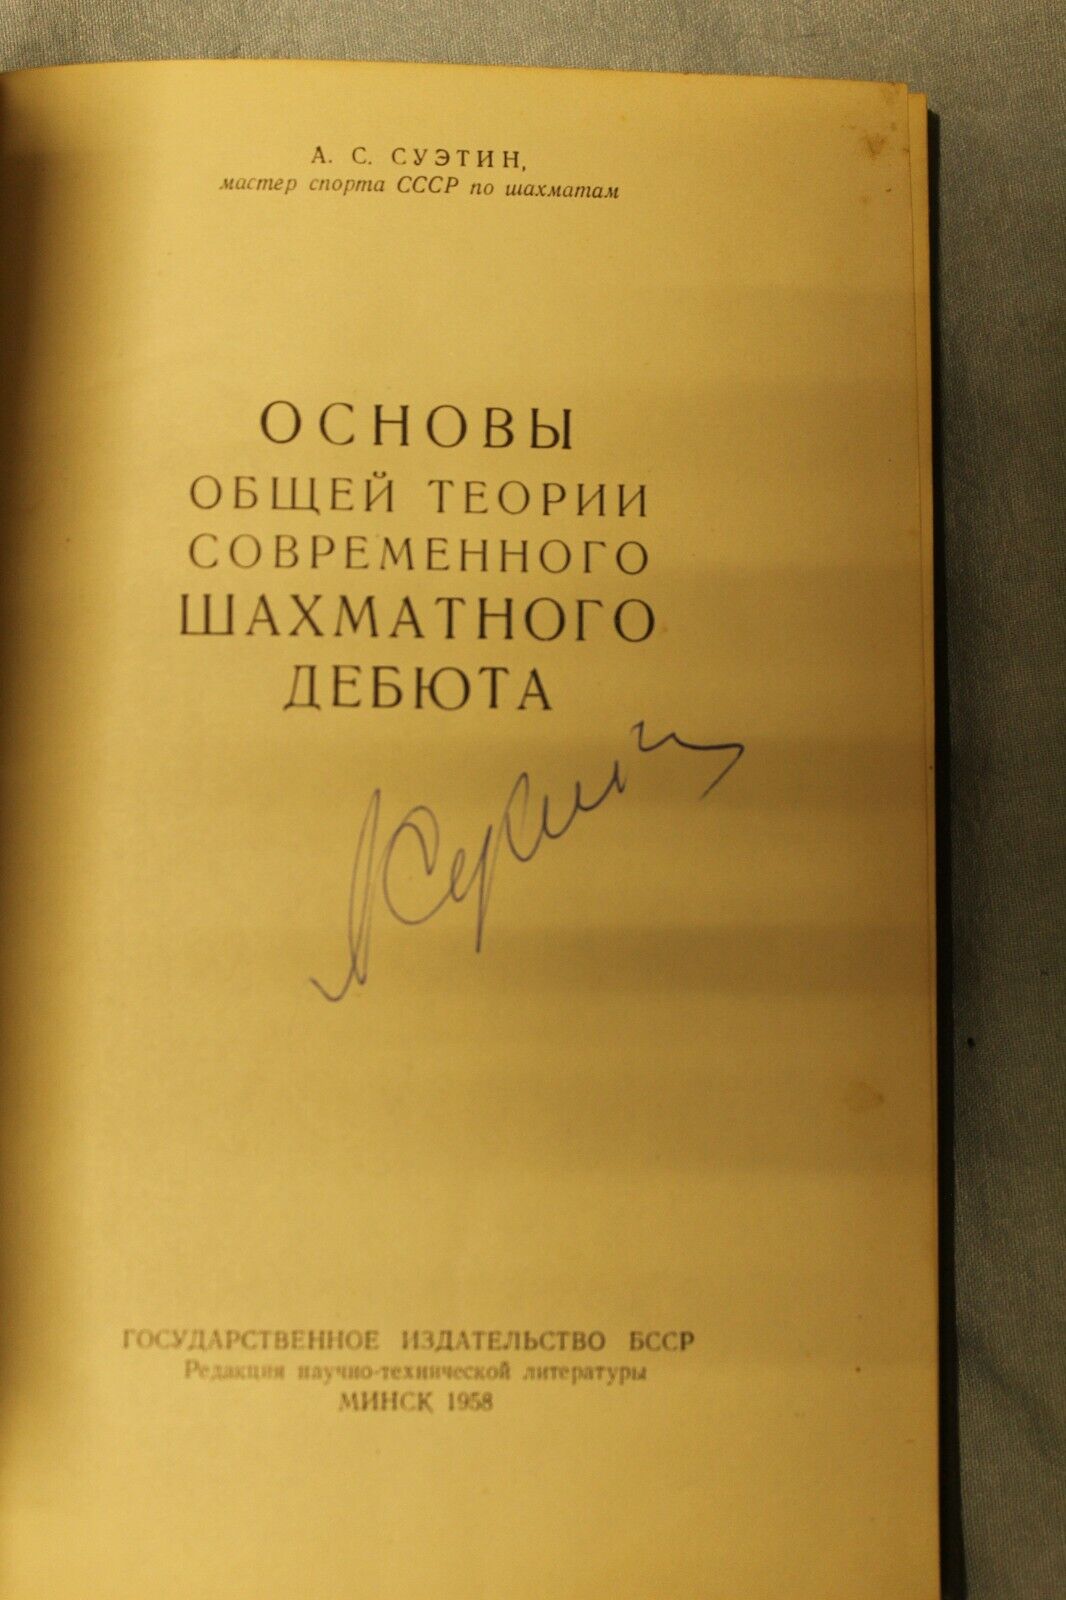 А. С. СУЭТИН,
мастер спорта СССР по шахматам
ОСНОВЫ
ОБЩЕЙ ТЕОРИИ
СОВРЕМЕННОГО
ШАХМАТНОГО
ДЕБЮТА
ГОСУДАРСТВЕННОЕ ИЗДАТЕЛЬСТВО БССР
Редакция научно-технической литературы
МИНСК 1958